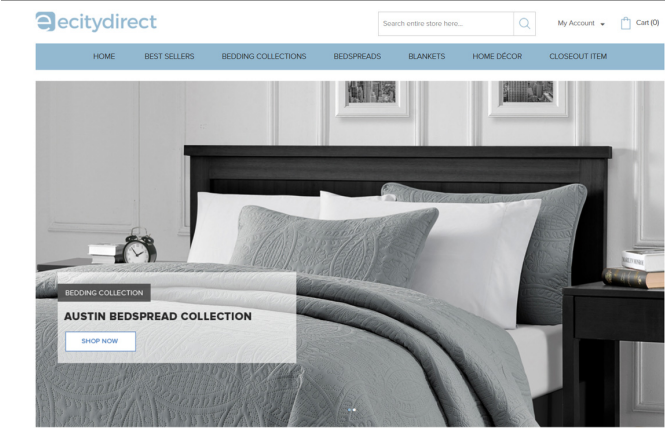 ecitydirect
Search entire store here...
My Account
Cart (0)
HOME BEST SELLERS BEDDING COLLECTIONS BEDSPREADS BLANKETS HOME DÉCOR CLOSEOUT ITEM
BEDDING COLLECTION
AUSTIN BEDSPREAD COLLECTION
SHOP NOW